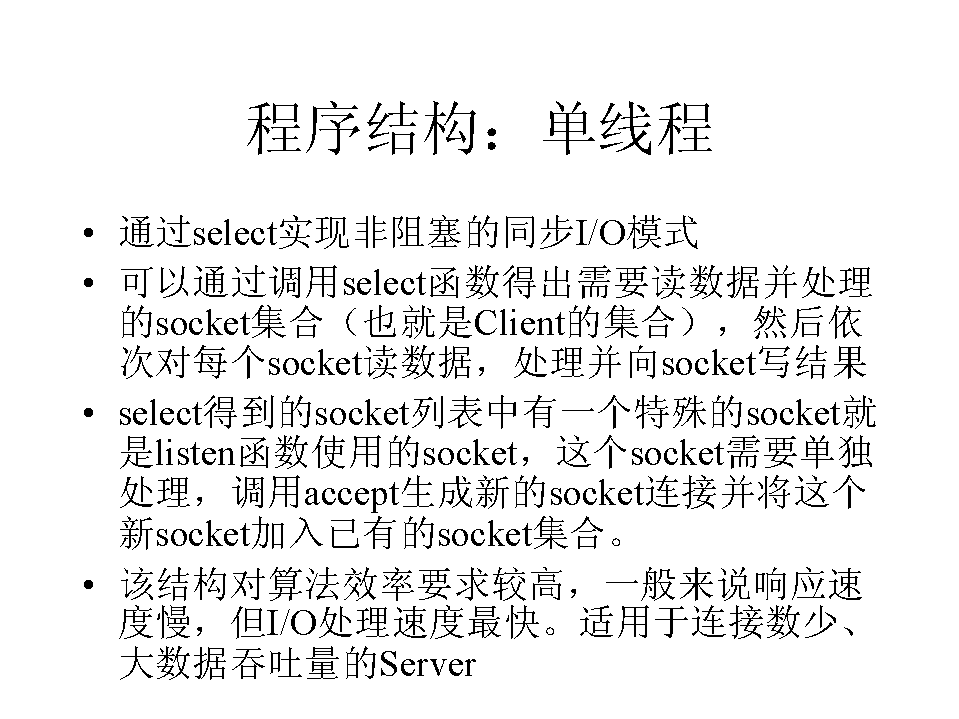 程序结构：单线程
• 通过select实现非阻塞的同步I/O模式
• 可以通过调用select函数得出需要读数据并处理
的socket集合（也就是Client的集合），然后依
次对每个socket读数据，处理并向socket写结果
• select得到的socket列表中有一个特殊的socket就
是listen函数使用的socket，这个socket需要单独
处理，调用accept生成新的socket连接并将这个
新socket加入已有的socket集合。
• 该结构对算法效率要求较高，一般来说响应速
度慢，但I/O处理速度最快。适用于连接数少、
大数据吞吐量的Server